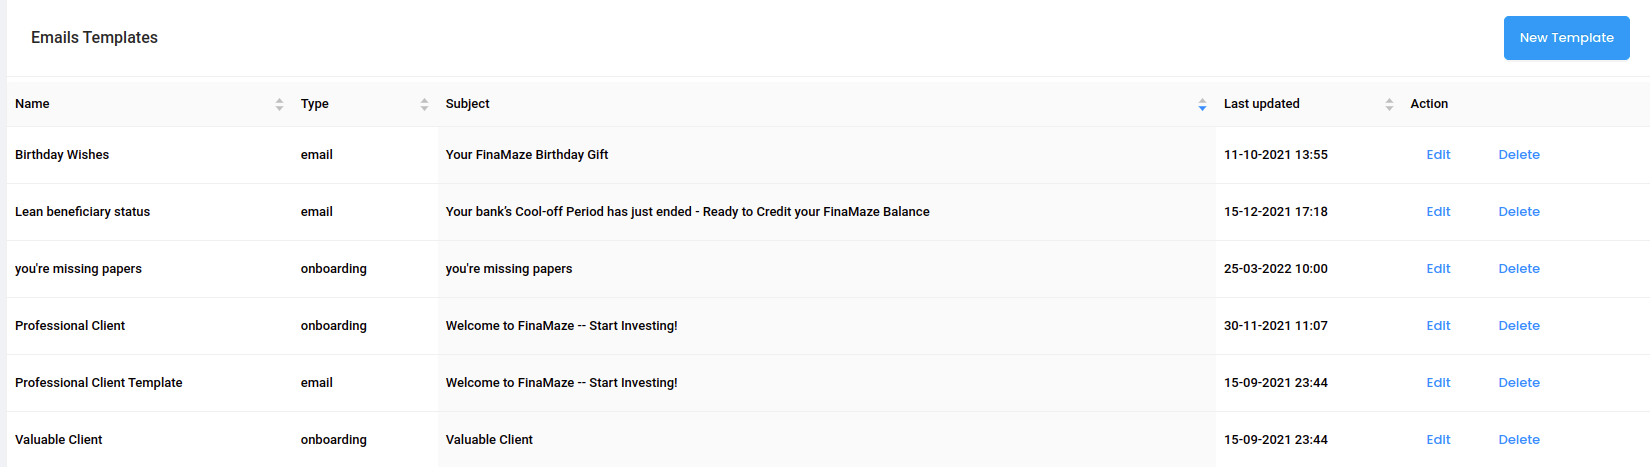 Emails Templates
New Template
Name Type Subject Last updated Action
Birthday Wishes email Your FinaMaze Birthday Gift 11-10-2021 13:55 Edit Delete
Lean beneficiary status email Your bank's Cool-off Period has just ended - Ready to Credit your FinaMaze Balance 15-12-2021 17:18 Edit Delete
you're missing papers onboarding you're missing papers 25-03-2022 10:00 Edit Delete
Professional Client onboarding Welcome to FinaMaze -- Start Investing! 30-11-2021 11:07 Edit Delete
Professional Client Template email Welcome to FinaMaze -- Start Investing! 15-09-2021 23:44 Edit Delete
Valuable Client onboarding Valuable Client 15-09-2021 23:44 Edit Delete